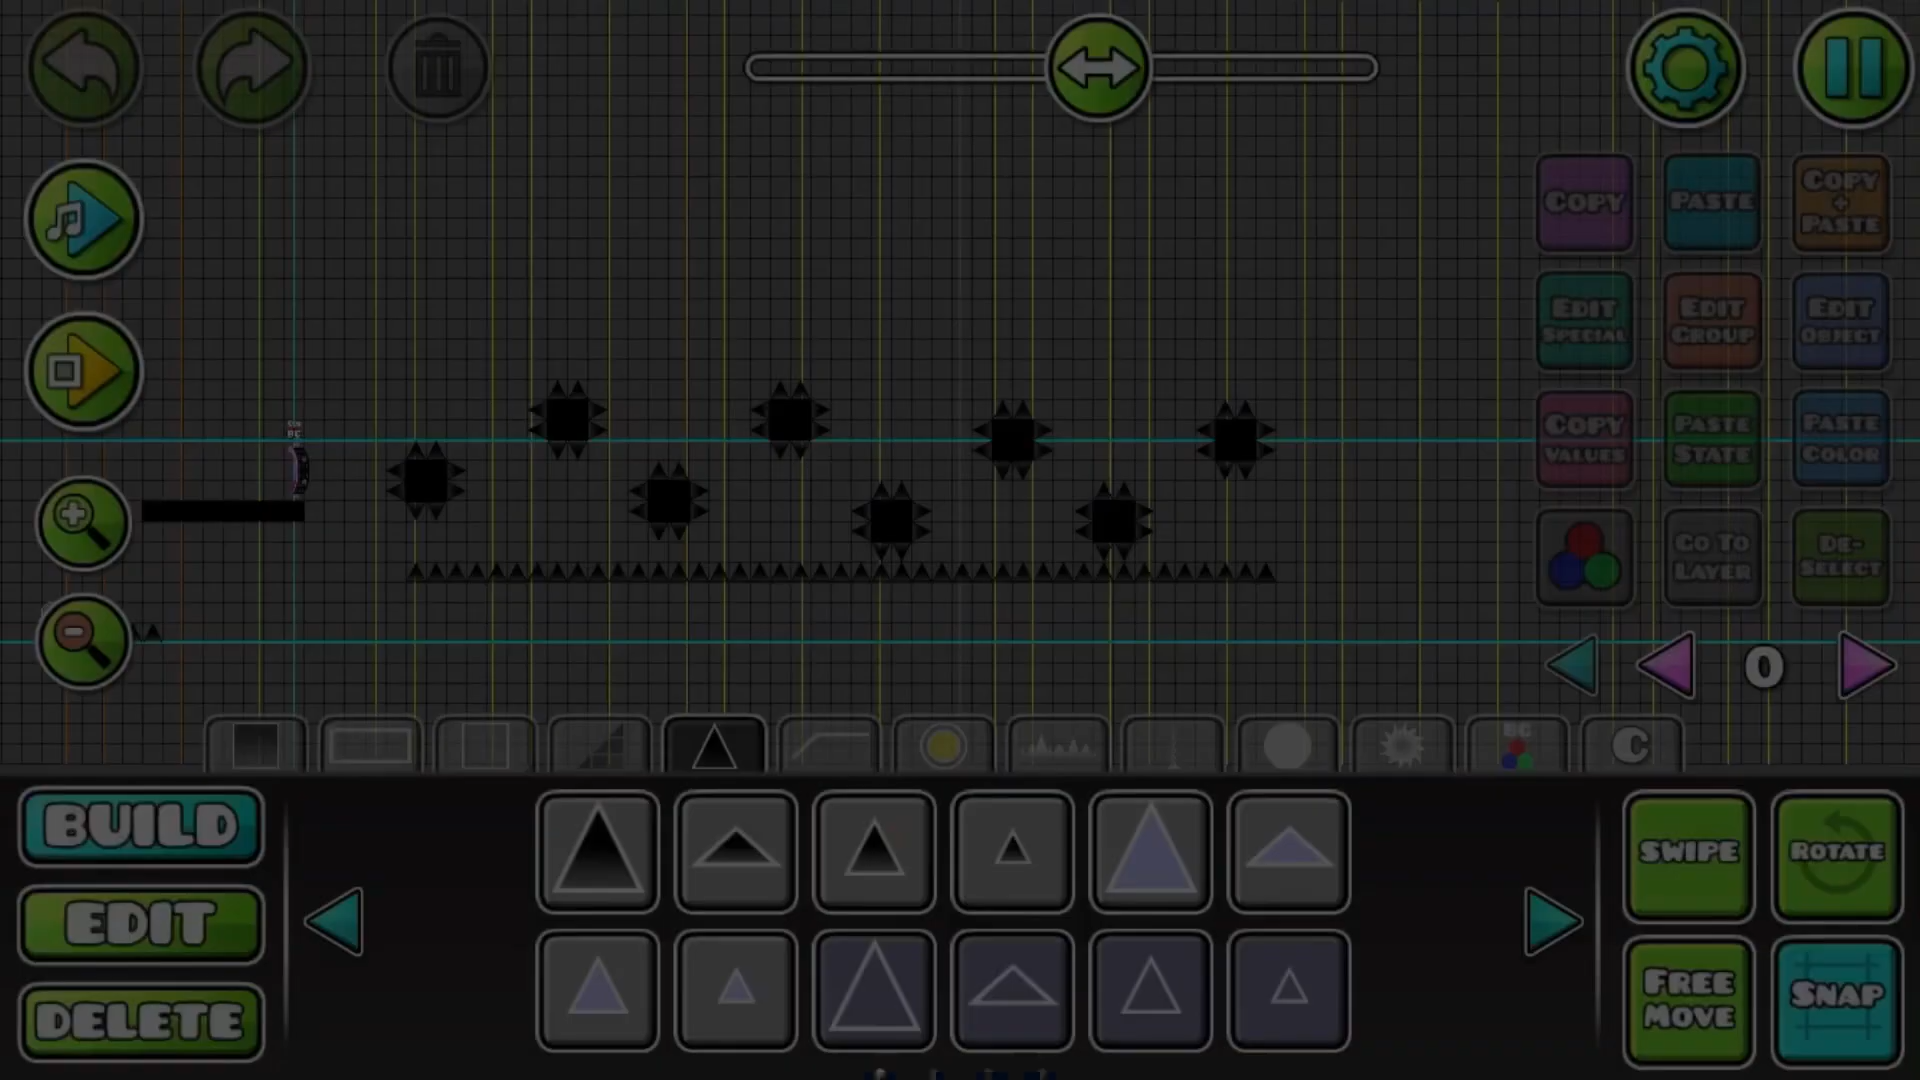 COPY
PASTE
COPY
+
PASTE
EDIT
SPECIAL
EDIT
GROUP
EDIT
OBJECT
COPY
VALUES
PASTE
STATE
PASTE
COLOR
GO TO
LAYER
DE-
SELECT
0
BG
C
BUILD
EDIT
DELETE
SWIPE
ROTATE
FREE
MOVE
SNAP